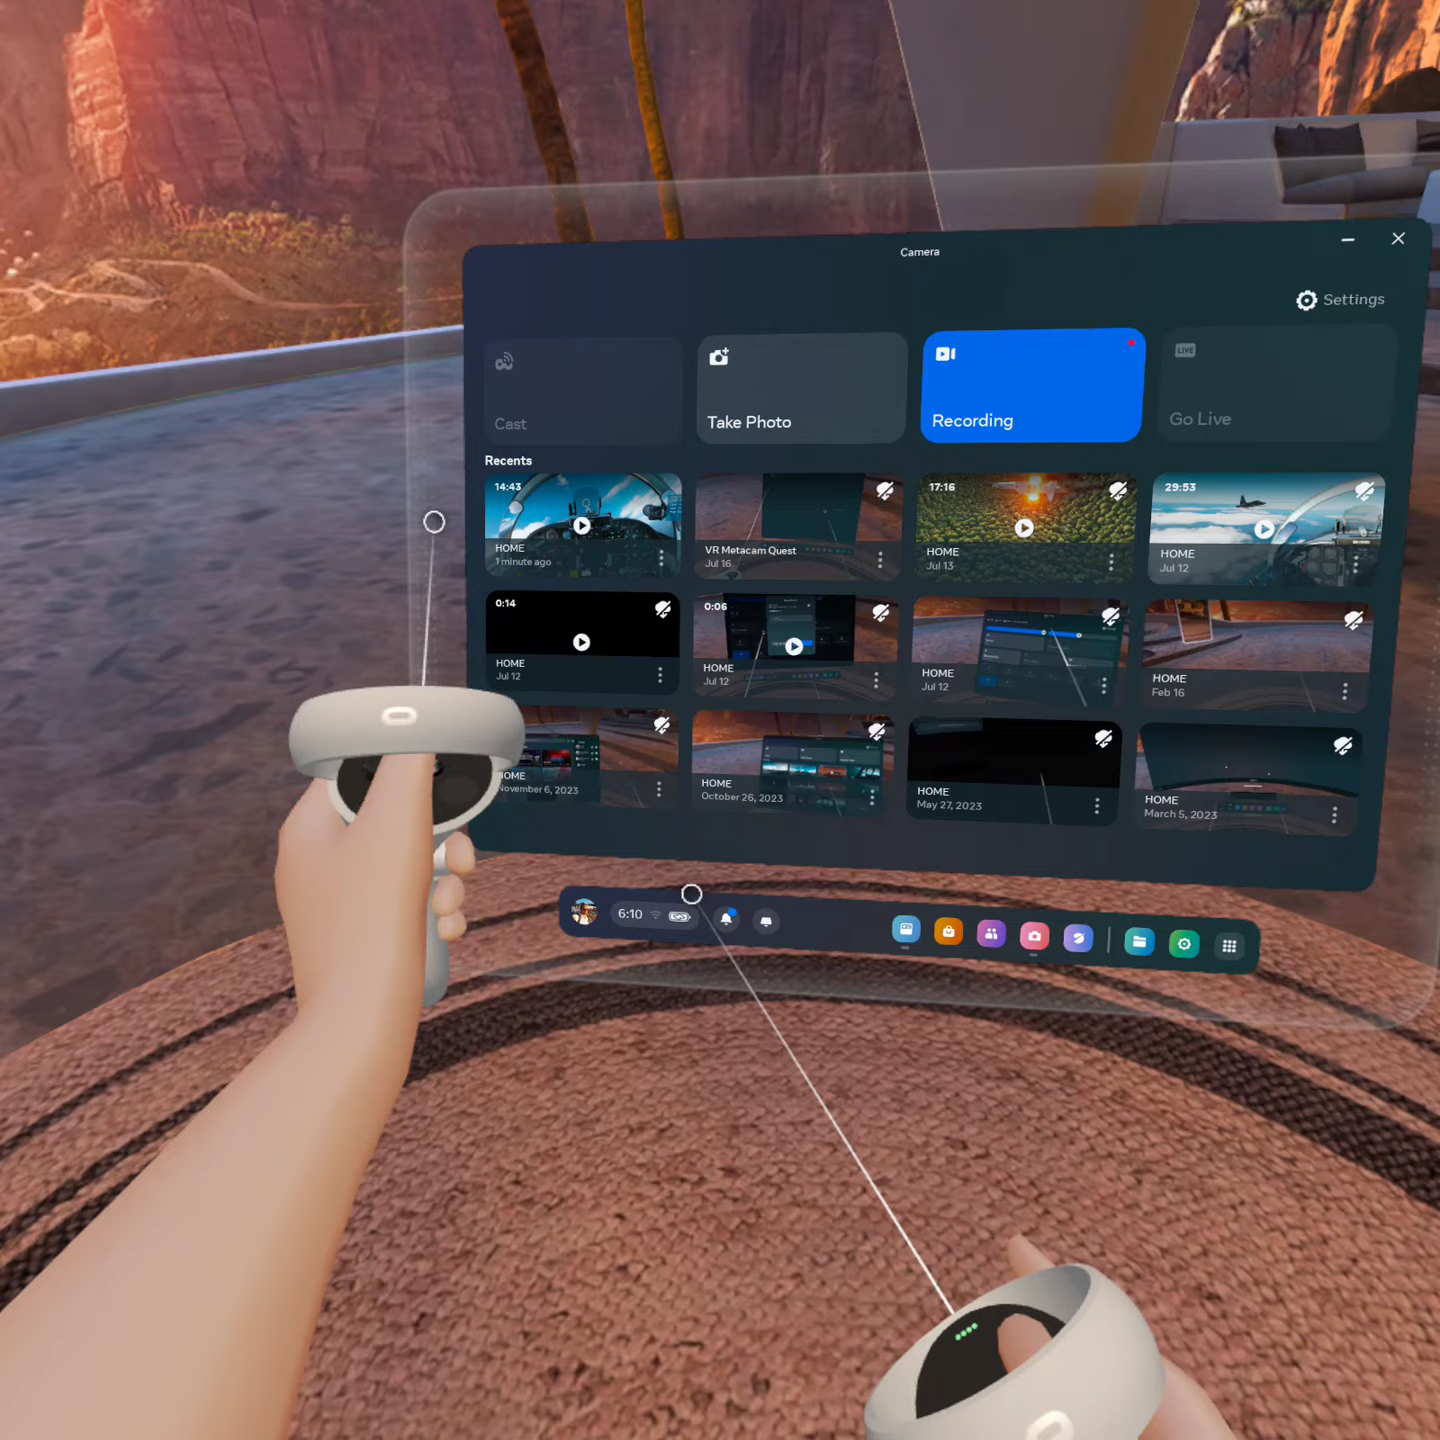 Camera
Settings
Cast
Take Photo
Recording
LIVE
Go Live
Recents
14:43
HOME
1 minute ago
VR Metacam Quest
Jul 16
17:16
HOME
Jul 13
29:53
HOME
Jul 12
0:14
HOME
Jul 12
0:06
HOME
Jul 12
HOME
Jul 12
HOME
Feb 16
HOME
November 6, 2023
HOME
October 26, 2023
HOME
May 27, 2023
HOME
March 5, 2023
6:10